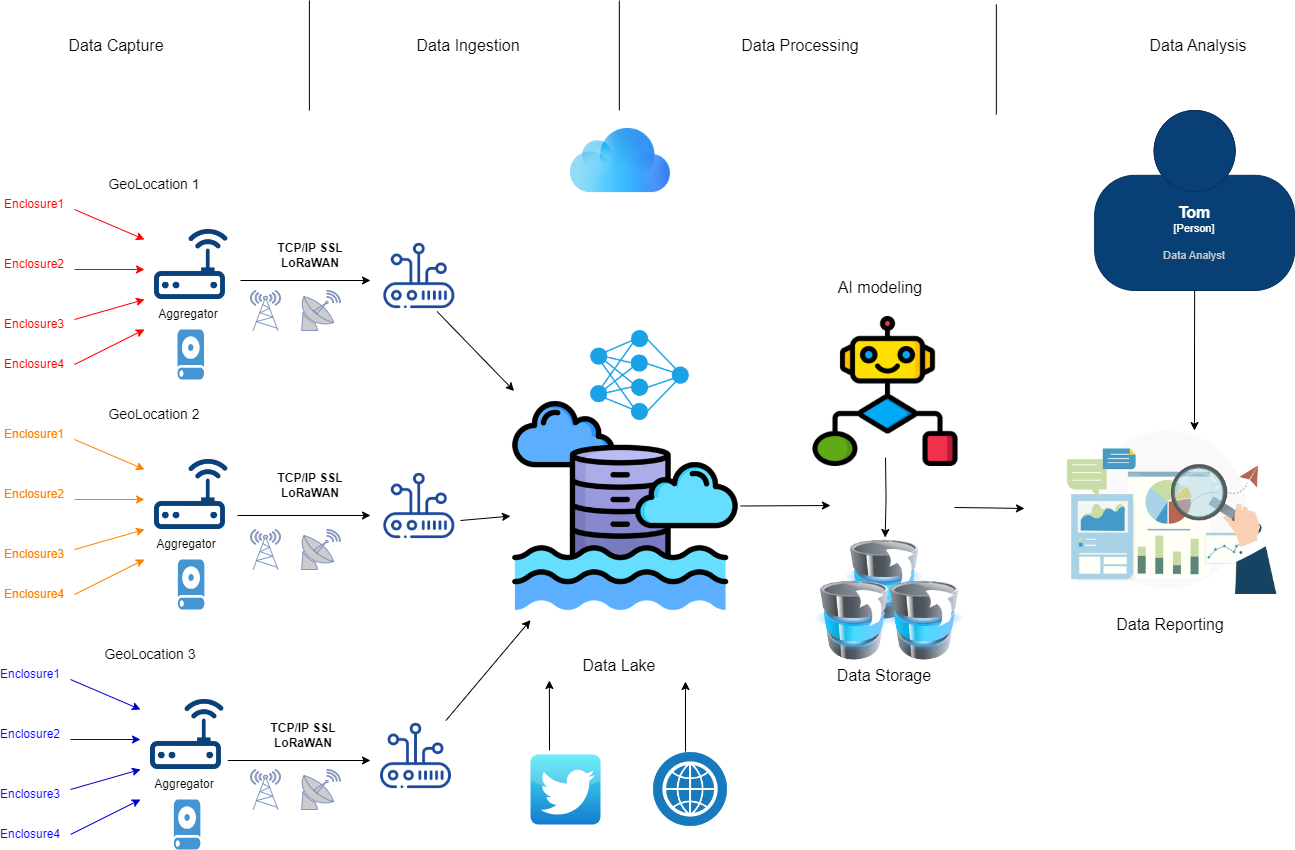 Data Capture
Data Ingestion
Data Processing
Data Analysis
GeoLocation 1
Enclosure1
Enclosure2
Enclosure3
Enclosure4
Aggregator
TCP/IP SSL
LoRaWAN
GeoLocation 2
Enclosure1
Enclosure2
Enclosure3
Enclosure4
Aggregator
TCP/IP SSL
LoRaWAN
GeoLocation 3
Enclosure1
Enclosure2
Enclosure3
Enclosure4
Aggregator
TCP/IP SSL
LoRaWAN
Data Lake
AI modeling
Data Storage
Tom
[Person]
Data Analyst
Data Reporting